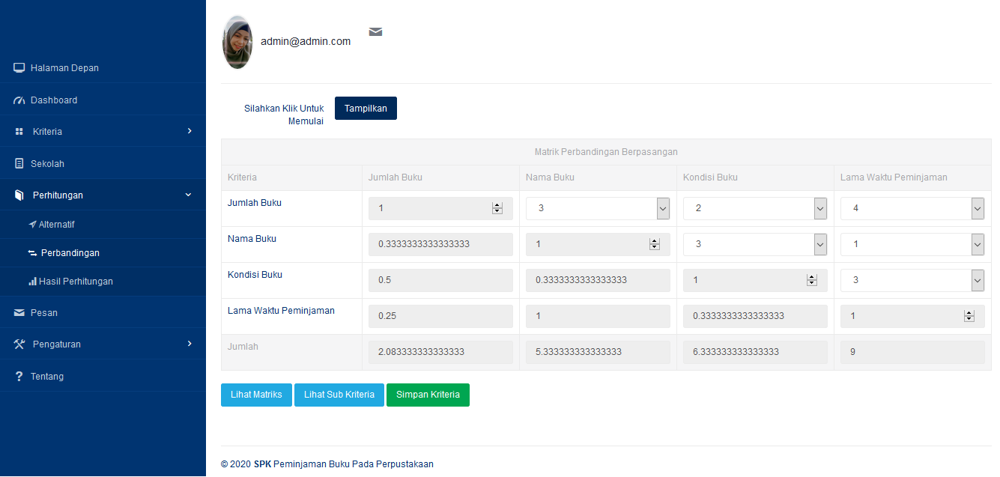 admin@admin.com
Halaman Depan
Dashboard
Kriteria
Sekolah
Perhitungan
Alternatif
Perbandingan
Hasil Perhitungan
Pesan
Pengaturan
Tentang
Silahkan Klik Untuk
Memulai
Tampilkan
Matrik Perbandingan Berpasangan
Kriteria Jumlah Buku Nama Buku Kondisi Buku Lama Waktu Peminjaman
Jumlah Buku 1 3 2 4
Nama Buku 0.3333333333333333 1 3 1
Kondisi Buku 0.5 0.3333333333333333 1 3
Lama Waktu Peminjaman 0.25 1 0.3333333333333333 1
Jumlah 2.083333333333333 5.333333333333333 6.333333333333333 9
Lihat Matriks Lihat Sub Kriteria Simpan Kriteria
© 2020 SPK Peminjaman Buku Pada Perpustakaan